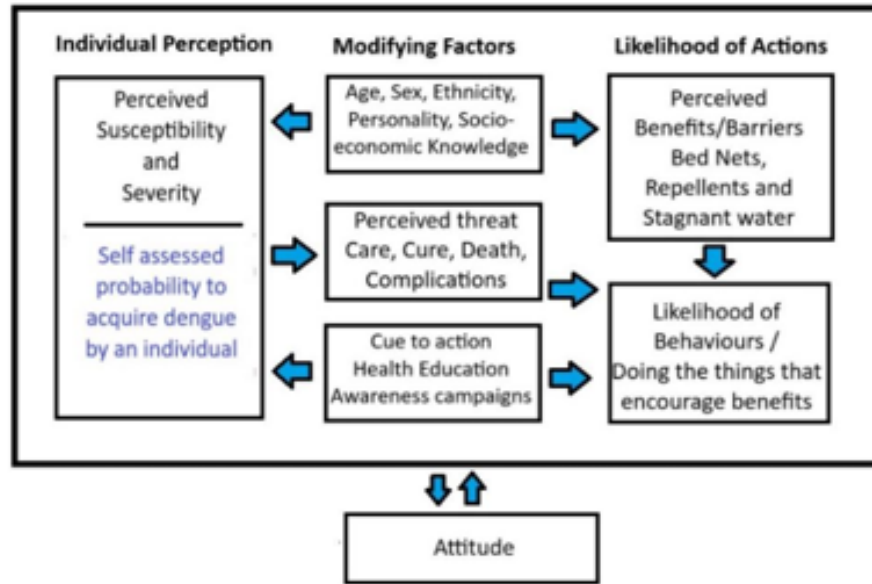 Individual Perception
Modifying Factors
Likelihood of Actions
Perceived
Susceptibility
and
Severity
Self assessed
probability to
acquire dengue
by an individual
Age, Sex, Ethnicity,
Personality, Socio-
economic Knowledge
Perceived threat
Care, Cure, Death,
Complications
Cue to action
Health Education
Awareness campaigns
Perceived
Benefits/Barriers
Bed Nets,
Repellents and
Stagnant water
Likelihood of
Behaviours /
Doing the things that
encourage benefits
Attitude